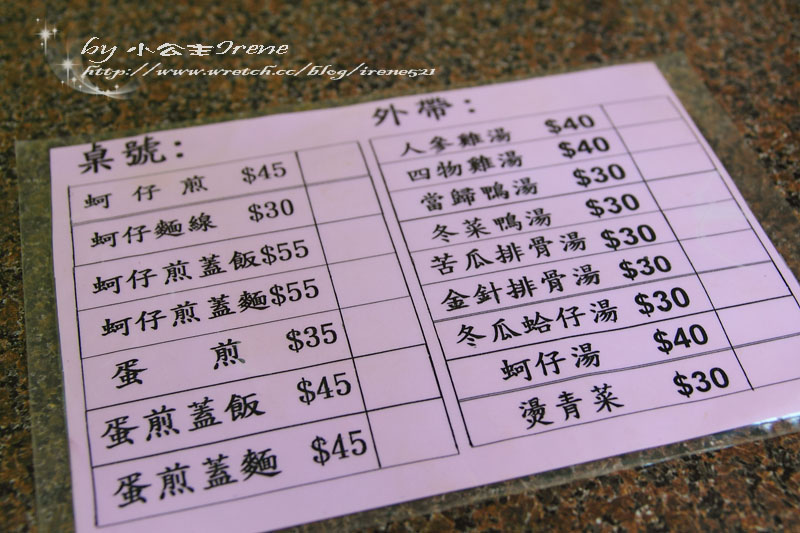 by 小公主Irene
http://www.wretch.cc/blog/irene521
桌號:
外帶:
蚵仔煎 $45
蚵仔麵線 $30
蚵仔煎蓋飯 $55
蚵仔煎蓋麵 $55
蛋煎 $35
蛋煎蓋飯 $45
蛋煎蓋麵 $45
人參雞湯 $40
四物雞湯 $40
當歸鴨湯 $30
冬菜鴨湯 $30
苦瓜排骨湯 $30
金針排骨湯 $30
冬瓜蛤仔湯 $30
蚵仔湯 $40
燙青菜 $30